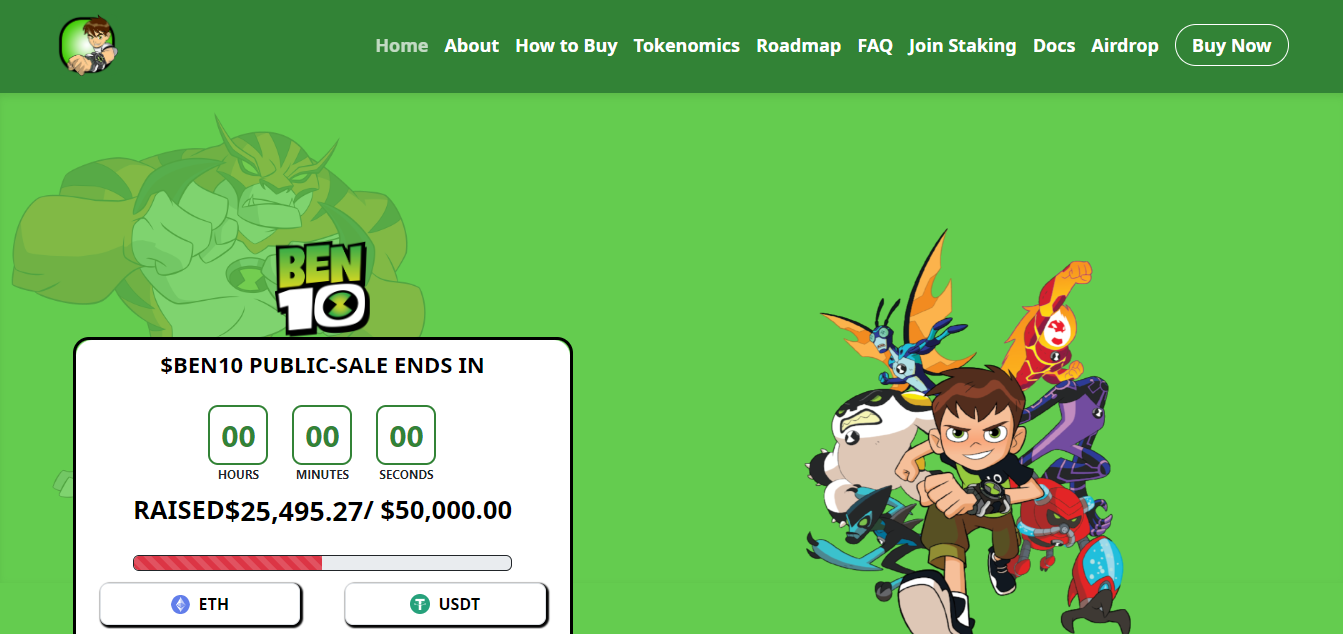 Home About How to Buy Tokenomics Roadmap FAQ Join Staking Docs Airdrop Buy Now
BEN
10
$BEN10 PUBLIC-SALE ENDS IN
00 00 00
HOURS MINUTES SECONDS
RAISED$25,495.27/ $50,000.00
ETH USDT